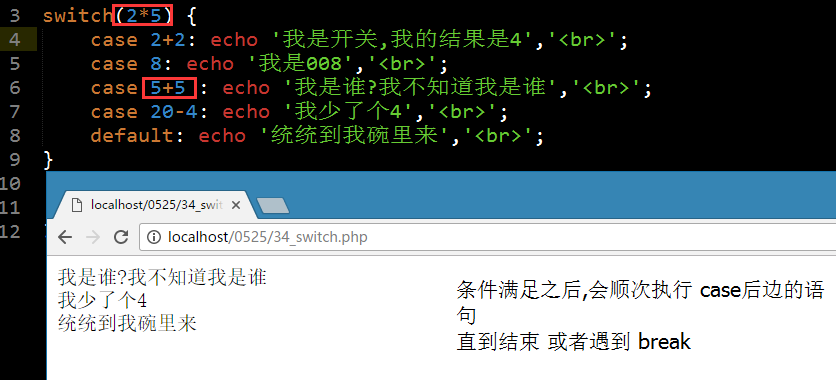 3 switch(2*5) {
4 case 2+2: echo '我是开关,我的结果是4','<br>';
5 case 8: echo '我是008','<br>';
6 case 5+5 : echo '我是谁?我不知道我是谁','<br>';
7 case 20-4: echo '我少了个4','<br>';
8 default: echo '统统到我碗里来','<br>';
9 }
10
11
12
localhost/0525/34_swit
localhost/0525/34_switch.php
我是谁?我不知道我是谁
我少了个4
统统到我碗里来
条件满足之后,会顺次执行 case后边的语
句
直到结束 或者遇到 break